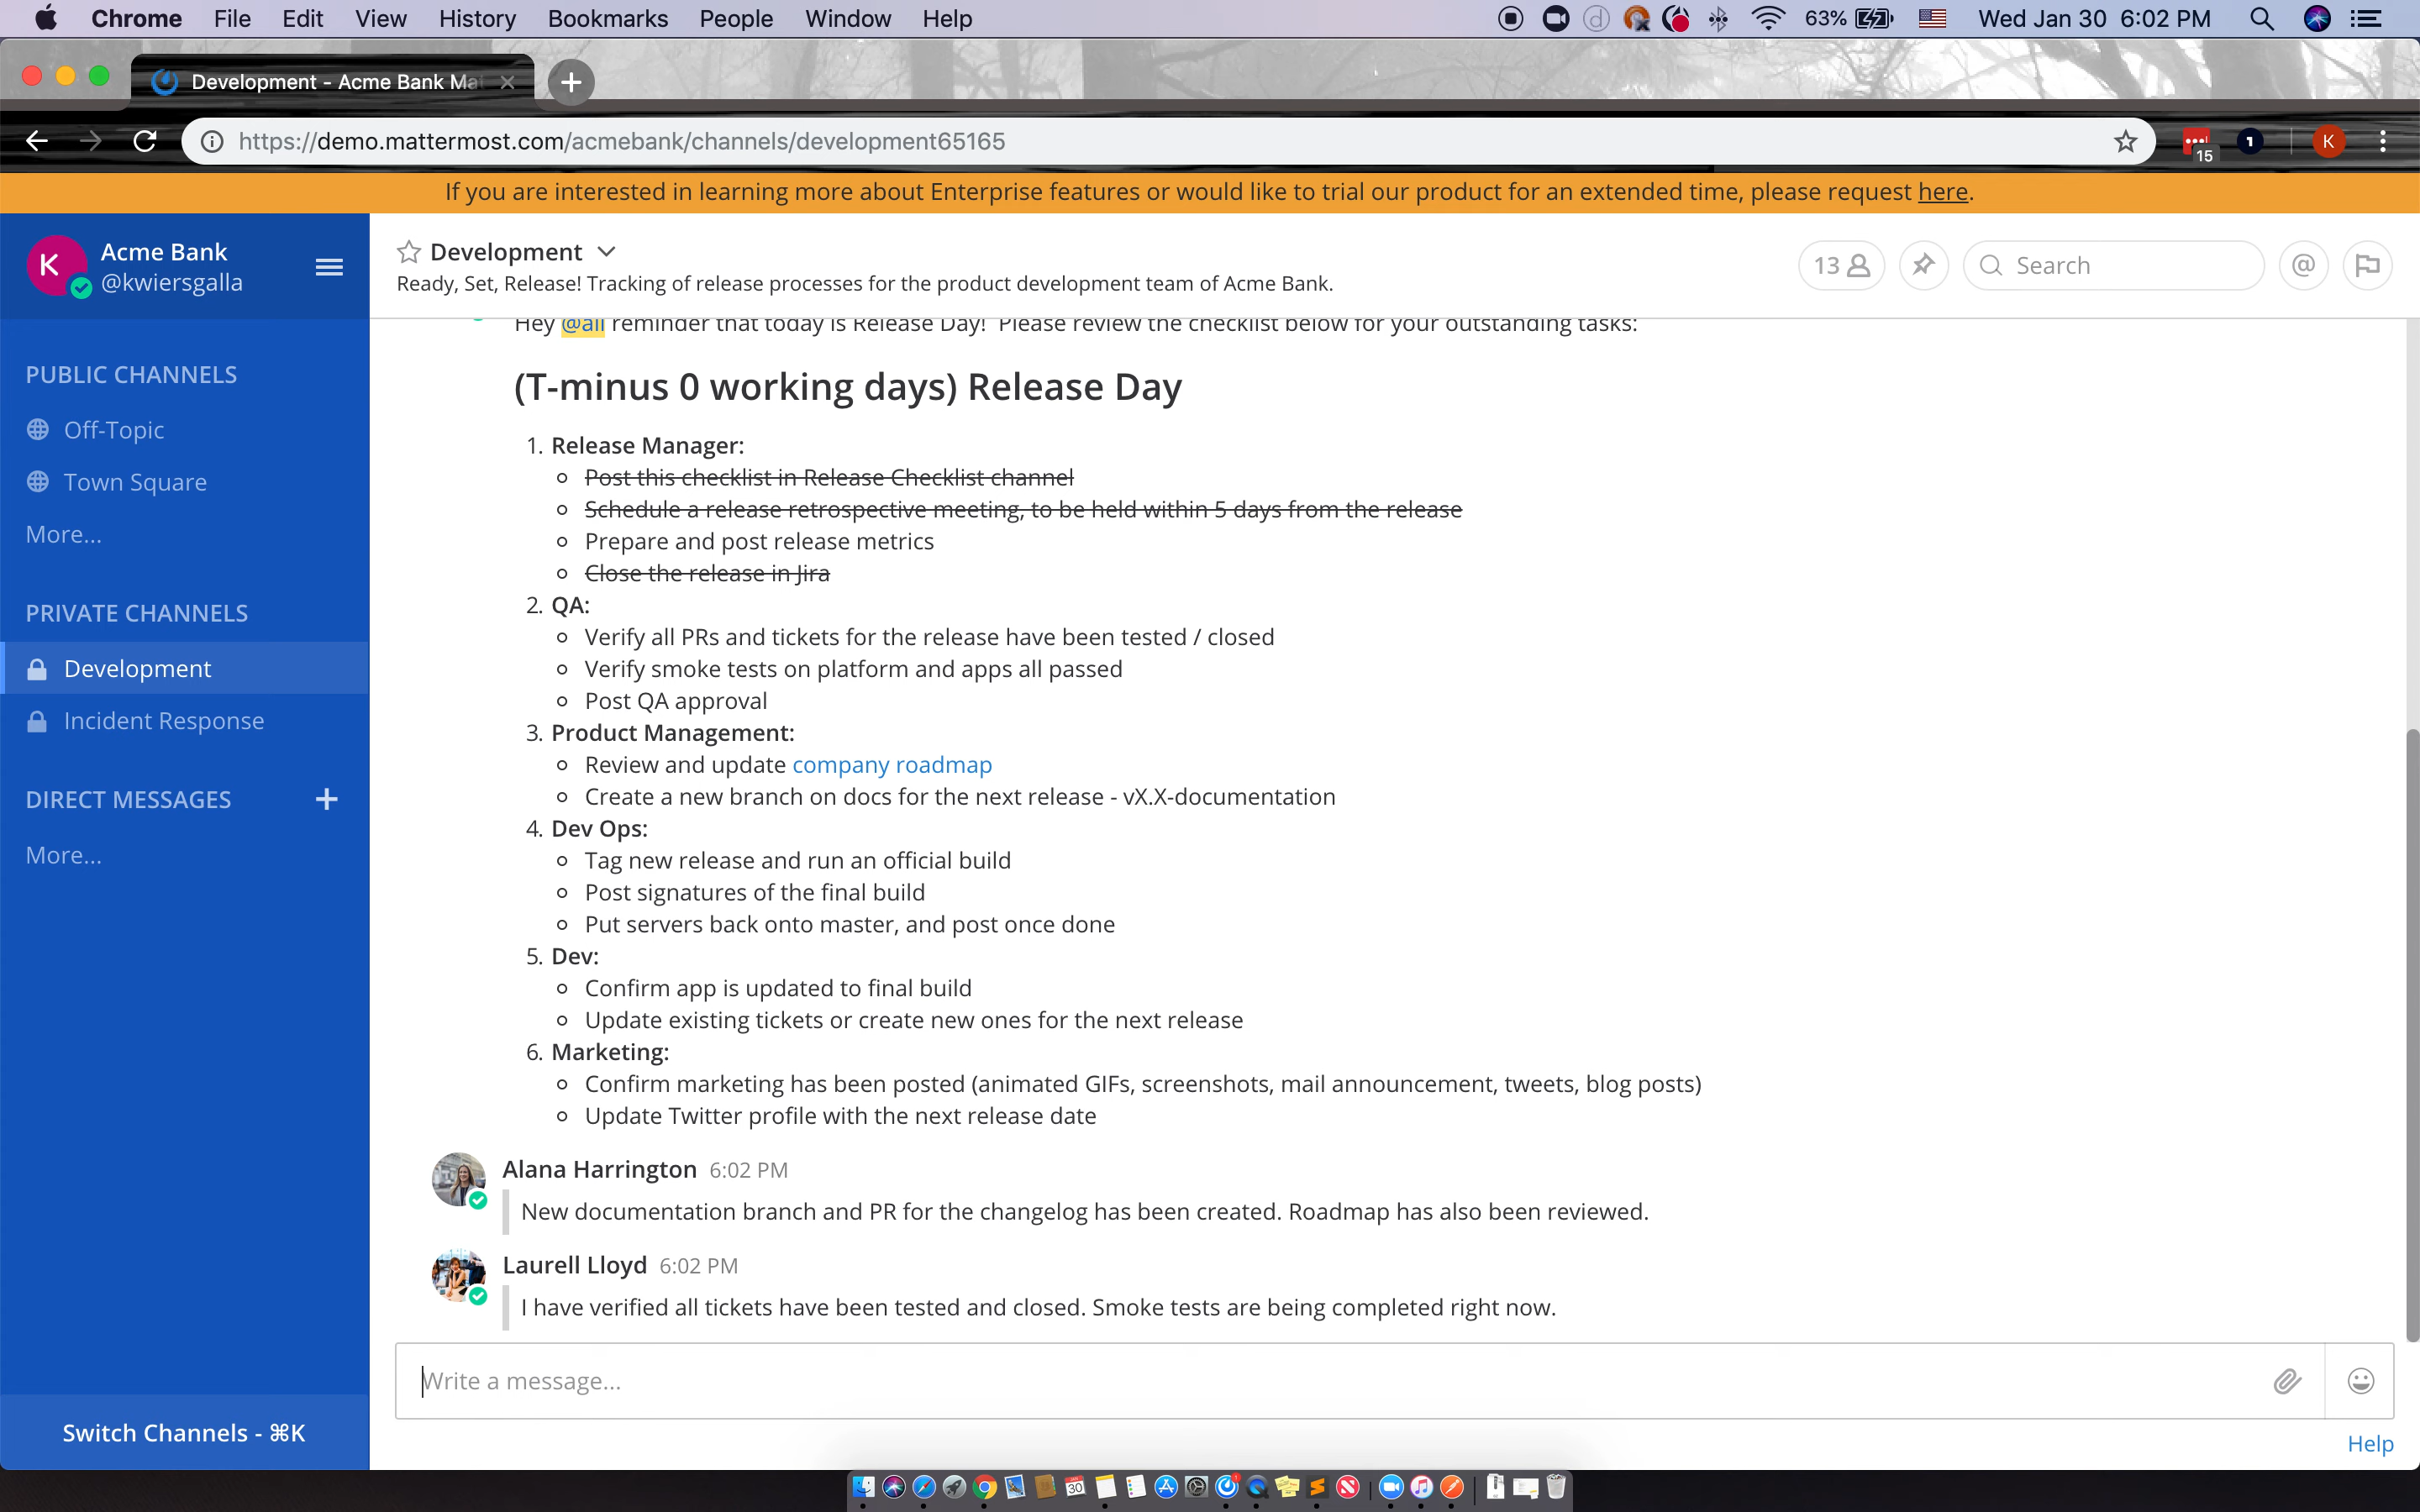 Chrome File Edit View History Bookmarks People Window Help 63% Wed Jan 30 6:02 PM
Development - Acme Bank Ma
https://demo.mattermost.com/acmebank/channels/development65165 15 1 K
If you are interested in learning more about Enterprise features or would like to trial our product for an extended time, please request here.
K Acme Bank
@kwiersgalla
PUBLIC CHANNELS
Off-Topic
Town Square
More...
PRIVATE CHANNELS
Development
Incident Response
DIRECT MESSAGES +
More...
Switch Channels - ⌘K
Development
Ready, Set, Release! Tracking of release processes for the product development team of Acme Bank.
13 Search @
Hey @all reminder that today is Release Day! Please review the checklist below for your outstanding tasks:
(T-minus 0 working days) Release Day
1. Release Manager:
Post this checklist in Release Checklist channel
Schedule a release retrospective meeting, to be held within 5 days from the release
Prepare and post release metrics
Close the release in Jira
2. QA:
Verify all PRs and tickets for the release have been tested / closed
Verify smoke tests on platform and apps all passed
Post QA approval
3. Product Management:
Review and update company roadmap
Create a new branch on docs for the next release - vX.X-documentation
4. Dev Ops:
Tag new release and run an official build
Post signatures of the final build
Put servers back onto master, and post once done
5. Dev:
Confirm app is updated to final build
Update existing tickets or create new ones for the next release
6. Marketing:
Confirm marketing has been posted (animated GIFs, screenshots, mail announcement, tweets, blog posts)
Update Twitter profile with the next release date
Alana Harrington 6:02 PM
New documentation branch and PR for the changelog has been created. Roadmap has also been reviewed.
Laurell Lloyd 6:02 PM
I have verified all tickets have been tested and closed. Smoke tests are being completed right now.
Write a message...
Help
30